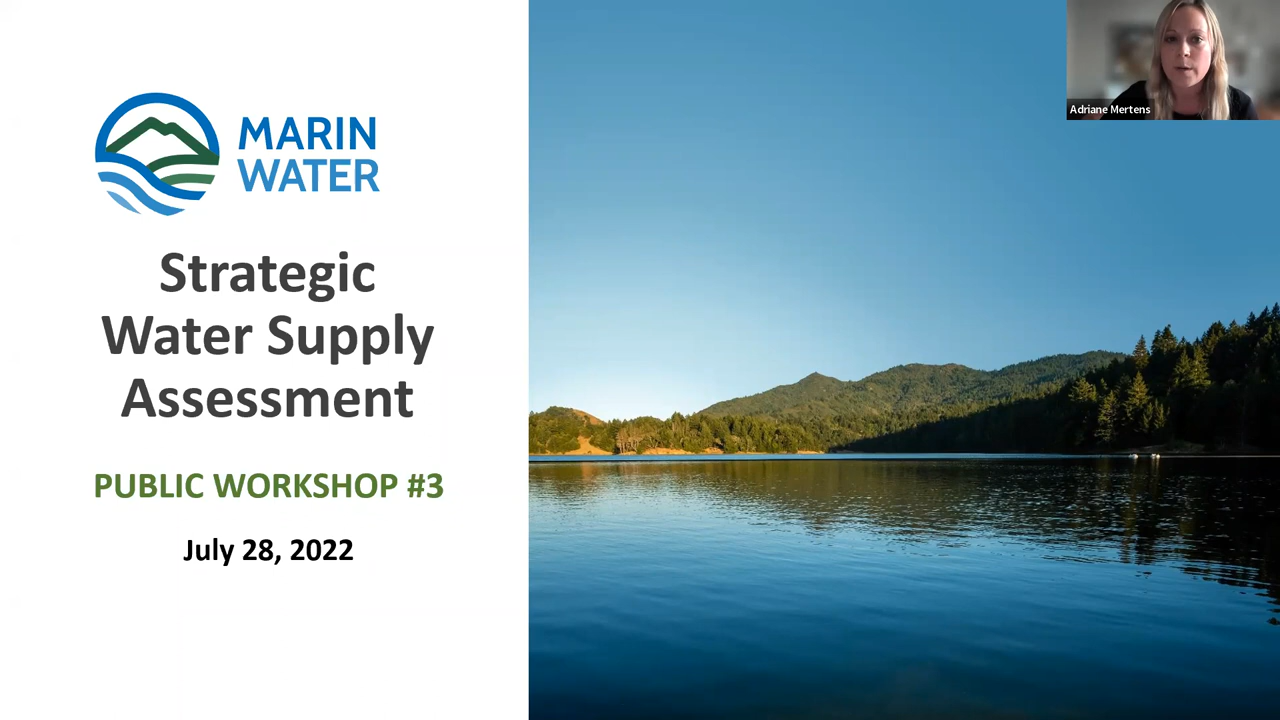 MARIN
WATER
Strategic
Water Supply
Assessment
PUBLIC WORKSHOP #3
July 28, 2022
Adriane Mertens